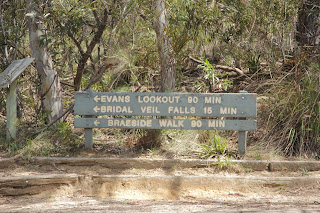 ← EVANS LOOKOUT 90 MIN
← BRIDAL VEIL FALLS 15 MIN
← BRAESIDE WALK 90 MIN